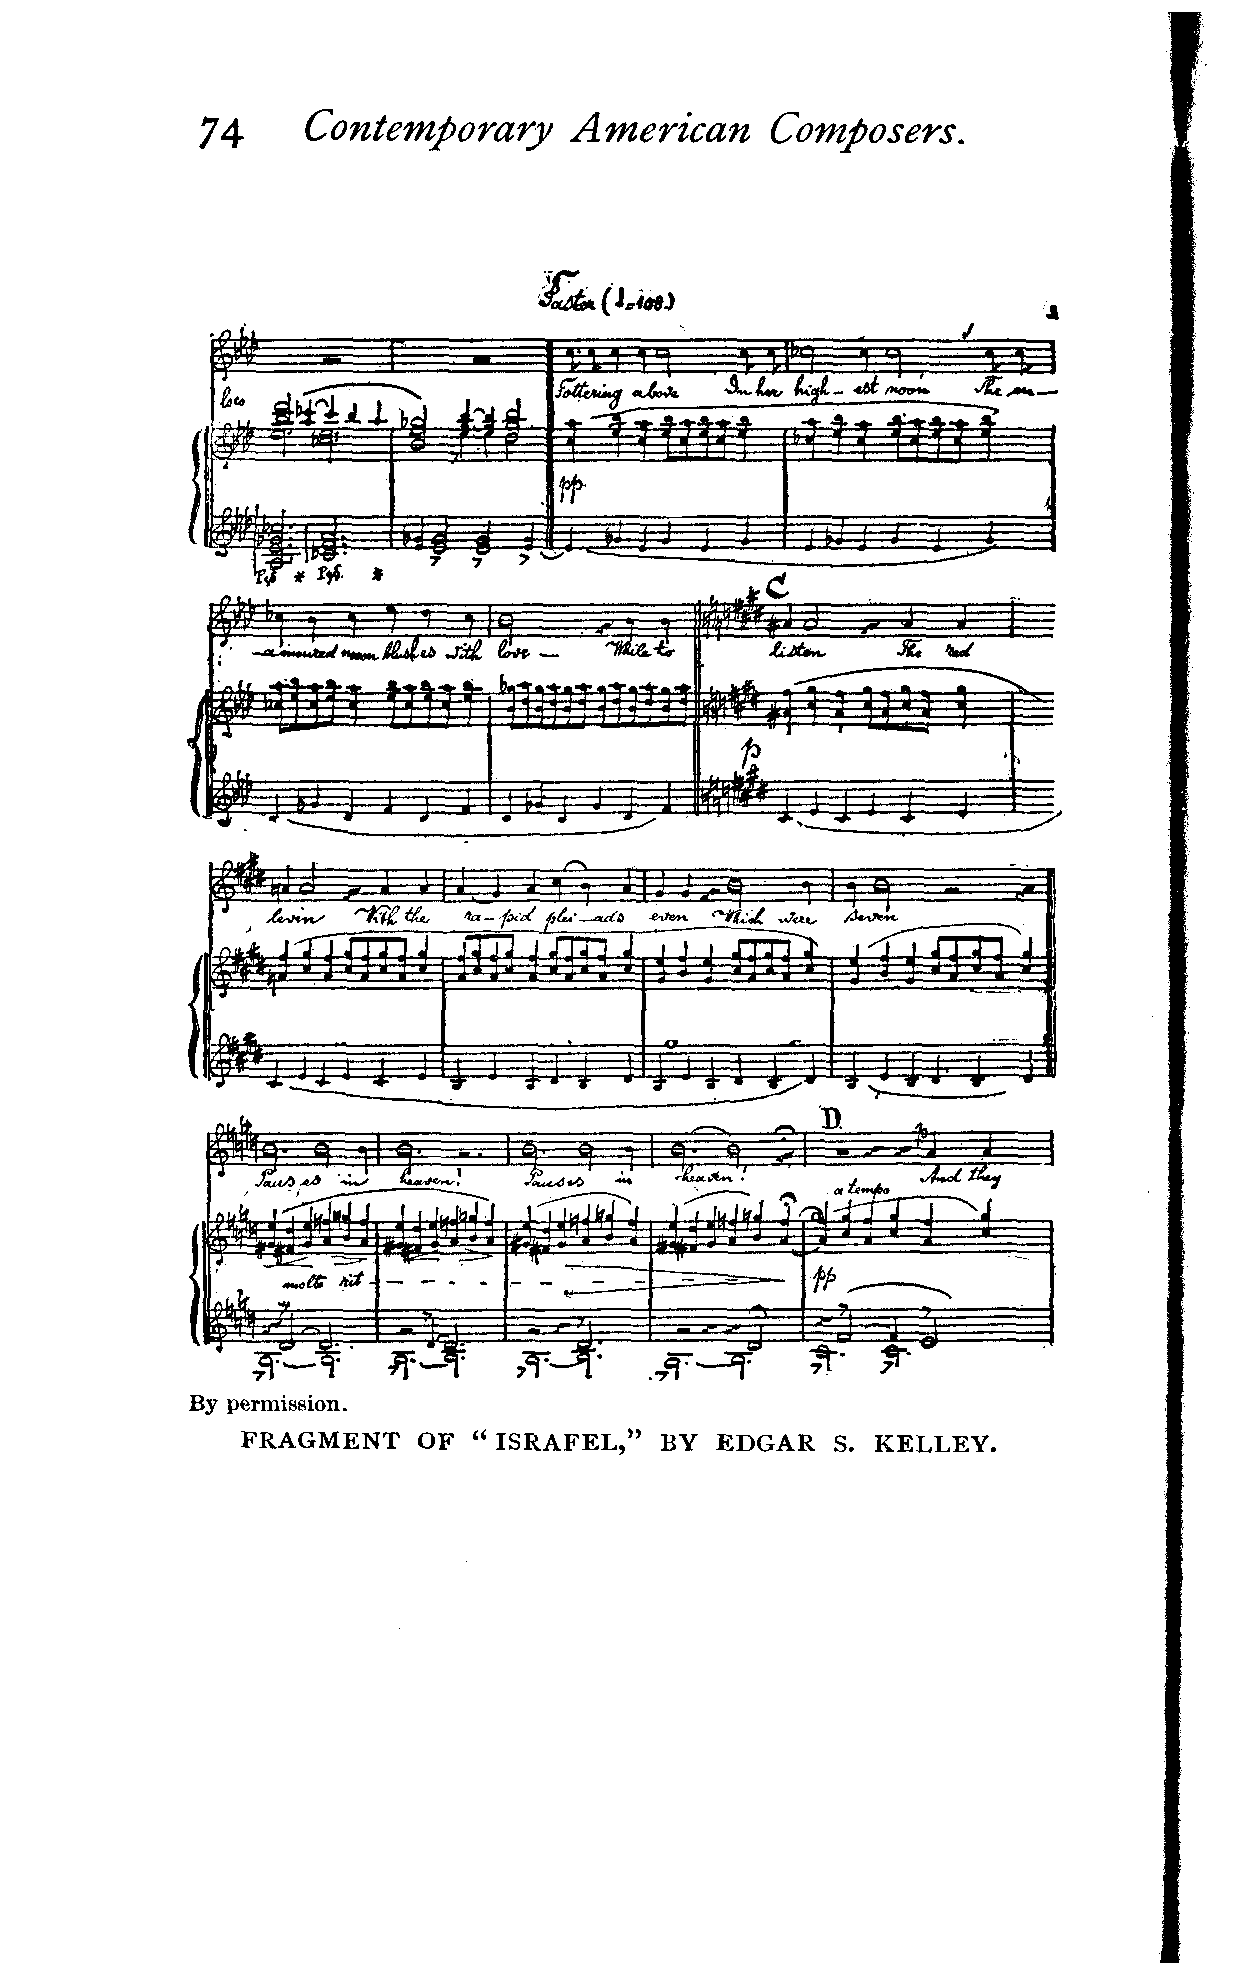 74 Contemporary American Composers.
Faster (♩=108.)
loco
Tottering above In her high-est noon The en-
pp.
Ped * Ped. *
C
-amoured moon blushes with love - While to listen The red
p
levin With the ra-pid plei-ads even Which were seven
D.
Paus es in heaven! Pauses in heaven! And they
a tempo
molto rit - - - - - - - -
pp
By permission.
FRAGMENT OF "ISRAFEL," BY EDGAR S. KELLEY.